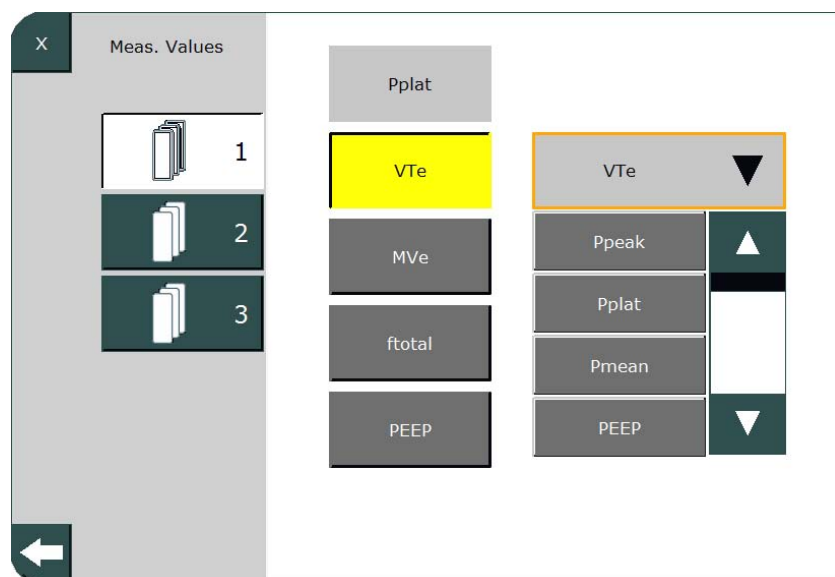 X
Meas. Values
1
2
3
Pplat
VTe
MVe
ftotal
PEEP
VTe
Ppeak
Pplat
Pmean
PEEP